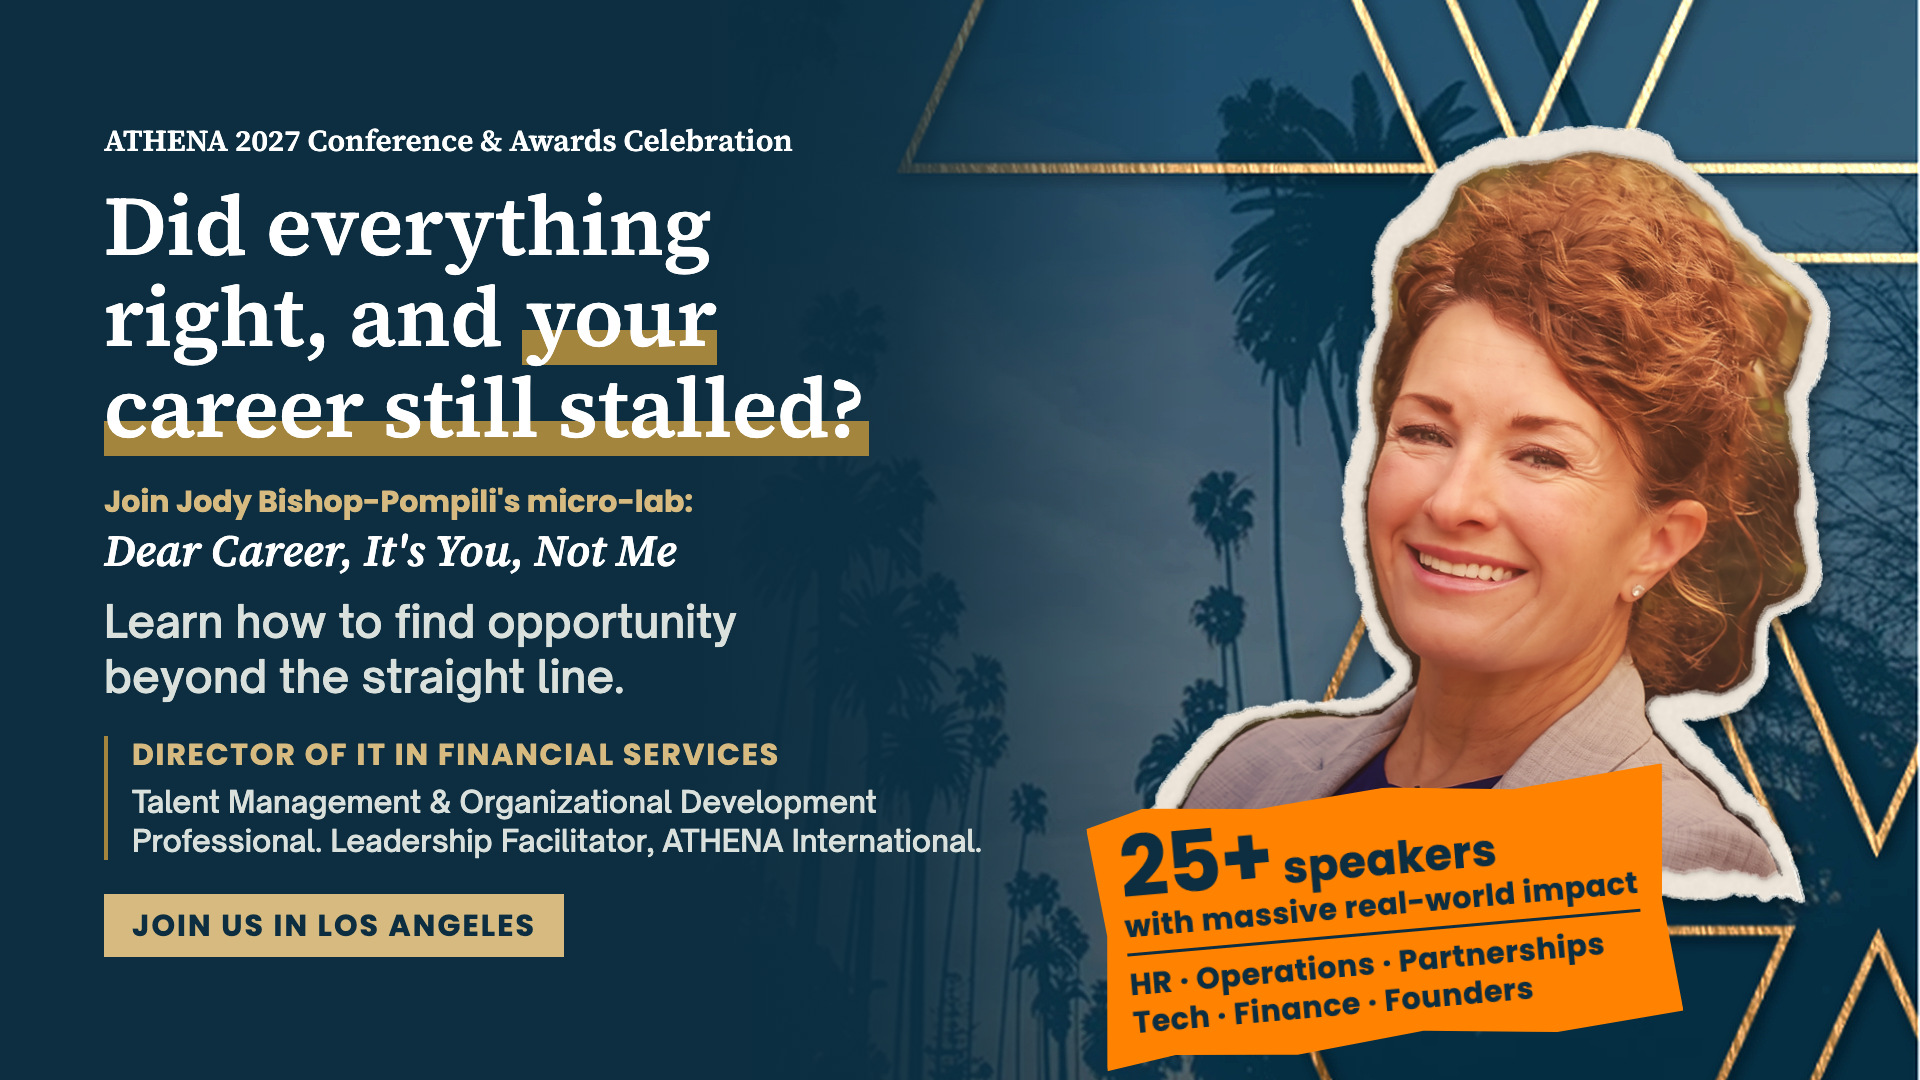 ATHENA 2027 Conference & Awards Celebration
Did everything
right, and your
career still stalled?
Join Jody Bishop-Pompili's micro-lab:
Dear Career, It's You, Not Me
Learn how to find opportunity
beyond the straight line.
DIRECTOR OF IT IN FINANCIAL SERVICES
Talent Management & Organizational Development
Professional. Leadership Facilitator, ATHENA International.
JOIN US IN LOS ANGELES
25+ speakers
with massive real-world impact
HR · Operations · Partnerships
Tech · Finance · Founders